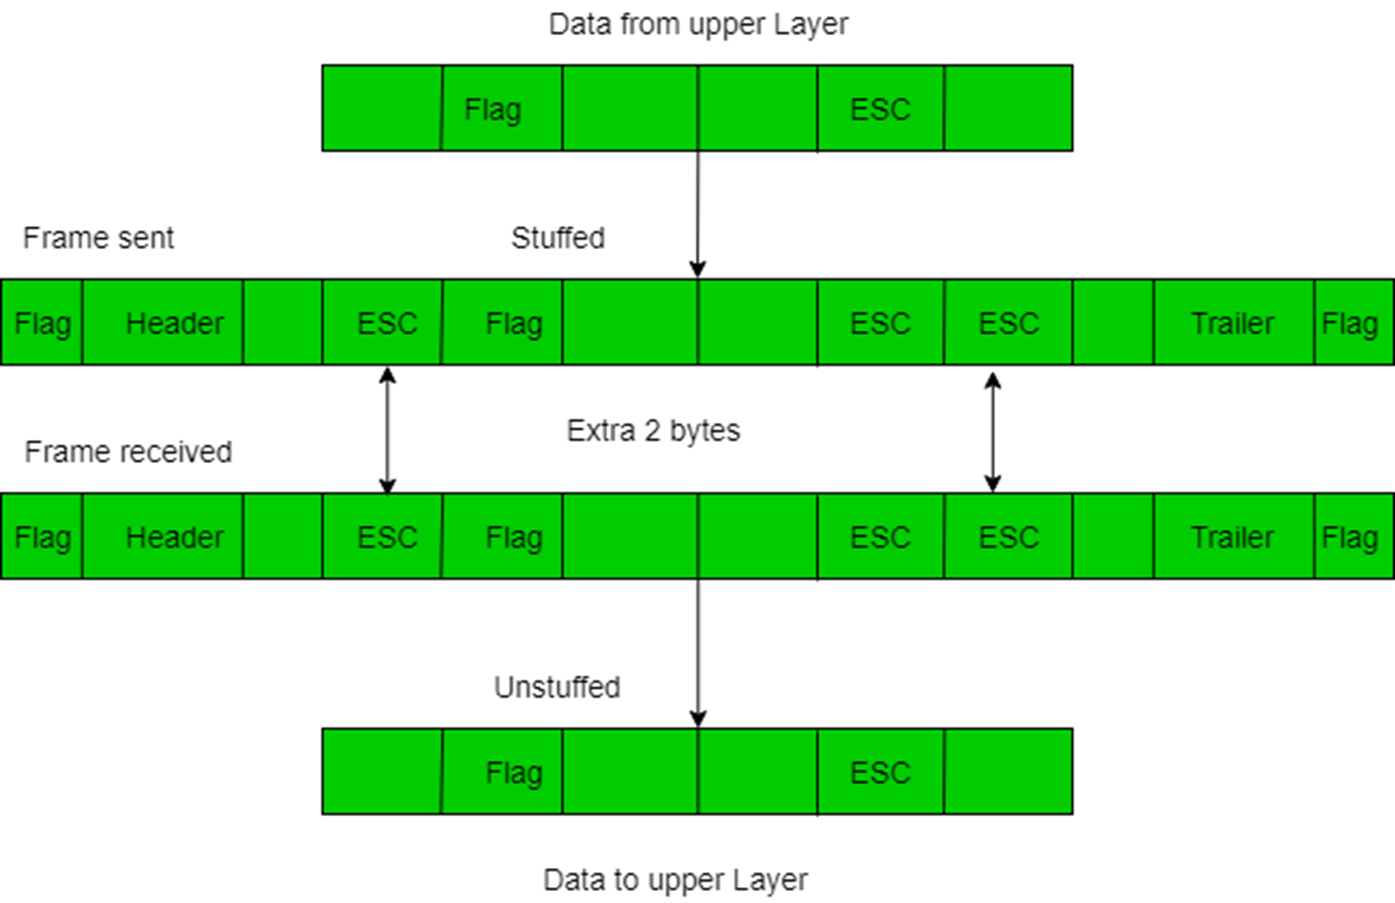 Data from upper Layer
Flag ESC
Frame sent Stuffed
Flag Header ESC Flag ESC ESC Trailer Flag
Extra 2 bytes
Frame received
Flag Header ESC Flag ESC ESC Trailer Flag
Unstuffed
Flag ESC
Data to upper Layer